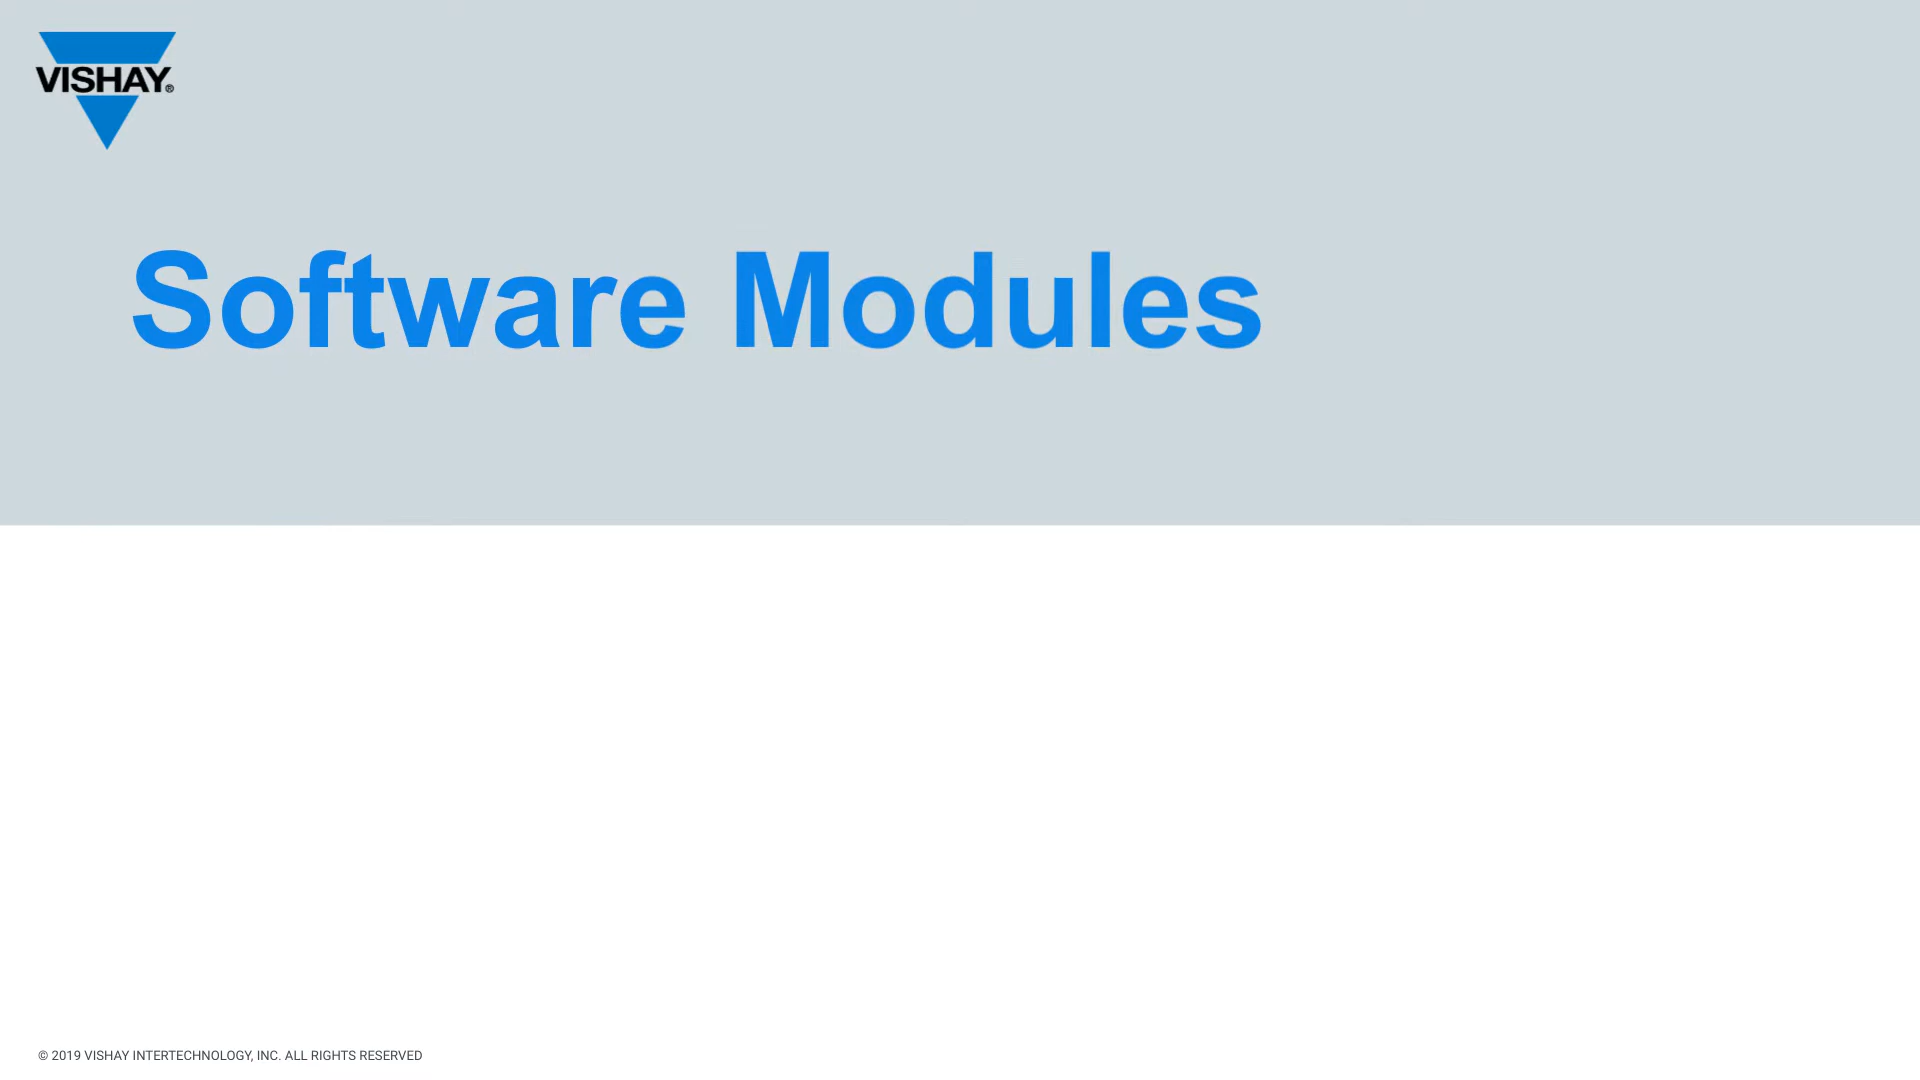 VISHAY®
Software Modules
© 2019 VISHAY INTERTECHNOLOGY, INC. ALL RIGHTS RESERVED